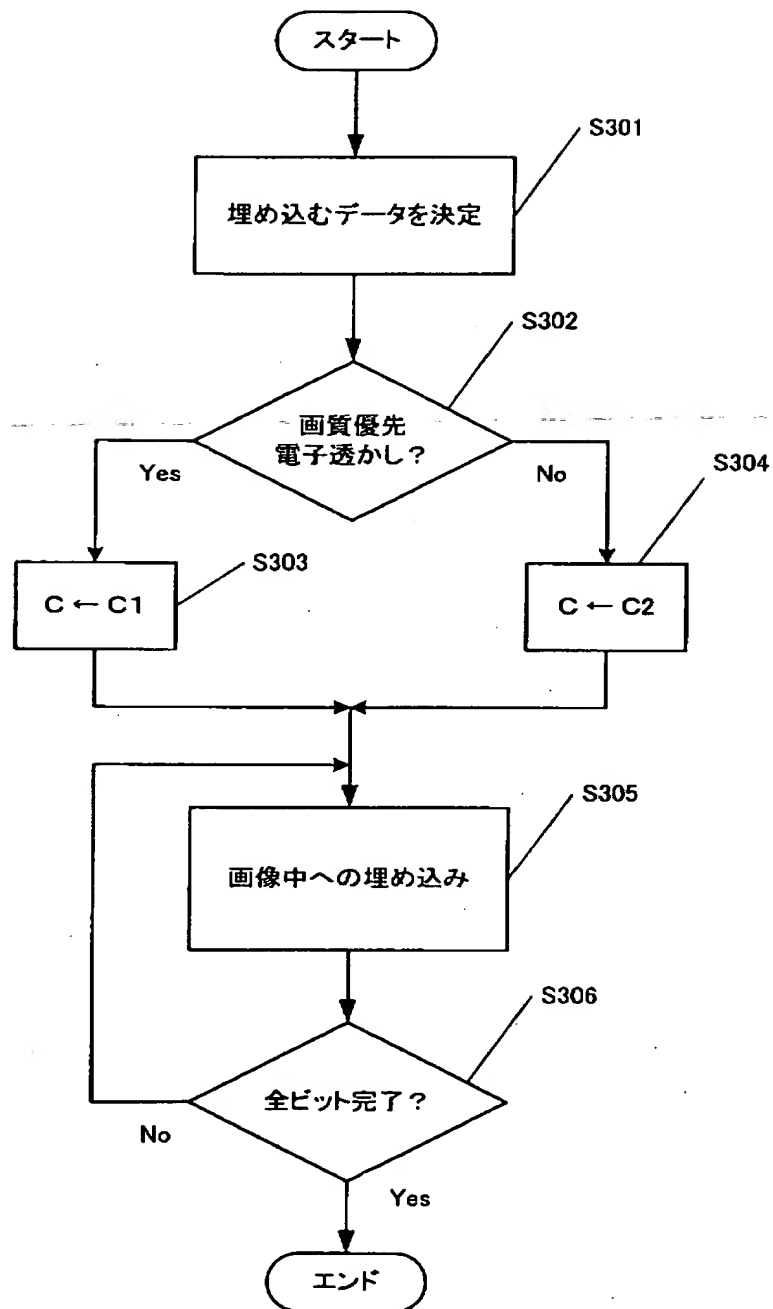 スタート
S301
埋め込むデータを決定
S302
画質優先
電子透かし？
Yes
No
S304
S303
C ← C1
C ← C2
S305
画像中への埋め込み
S306
全ビット完了？
No
Yes
エンド